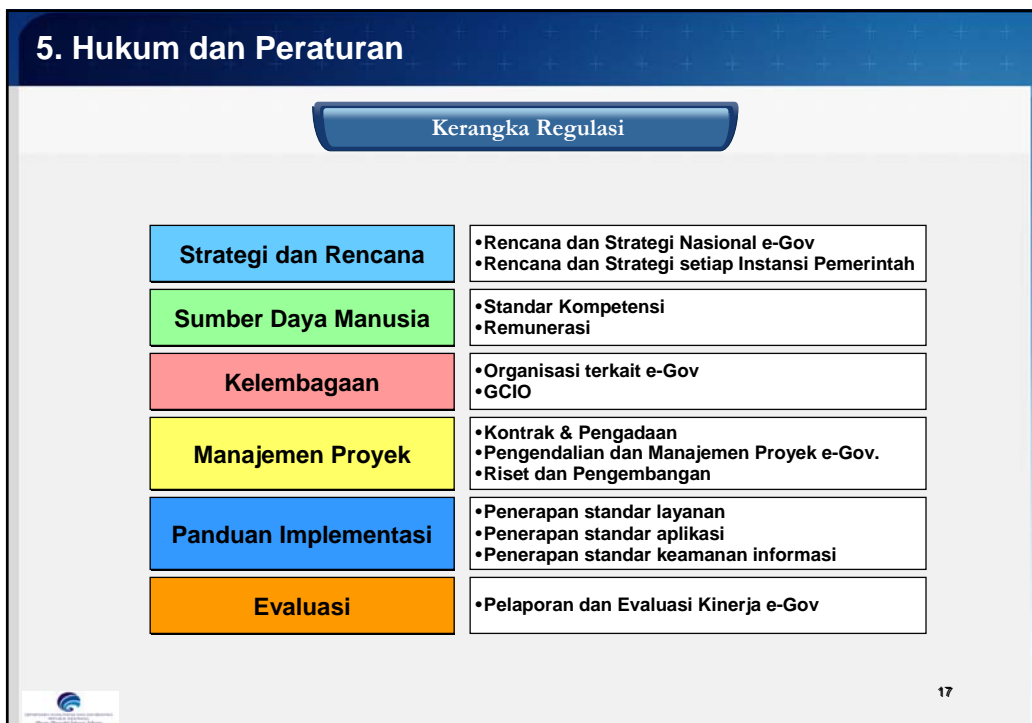 5. Hukum dan Peraturan
Kerangka Regulasi
Strategi dan Rencana
•Rencana dan Strategi Nasional e-Gov
•Rencana dan Strategi setiap Instansi Pemerintah
Sumber Daya Manusia
•Standar Kompetensi
•Remunerasi
Kelembagaan
•Organisasi terkait e-Gov
•GCIO
Manajemen Proyek
•Kontrak & Pengadaan
•Pengendalian dan Manajemen Proyek e-Gov.
•Riset dan Pengembangan
Panduan Implementasi
•Penerapan standar layanan
•Penerapan standar aplikasi
•Penerapan standar keamanan informasi
Evaluasi
•Pelaporan dan Evaluasi Kinerja e-Gov
17